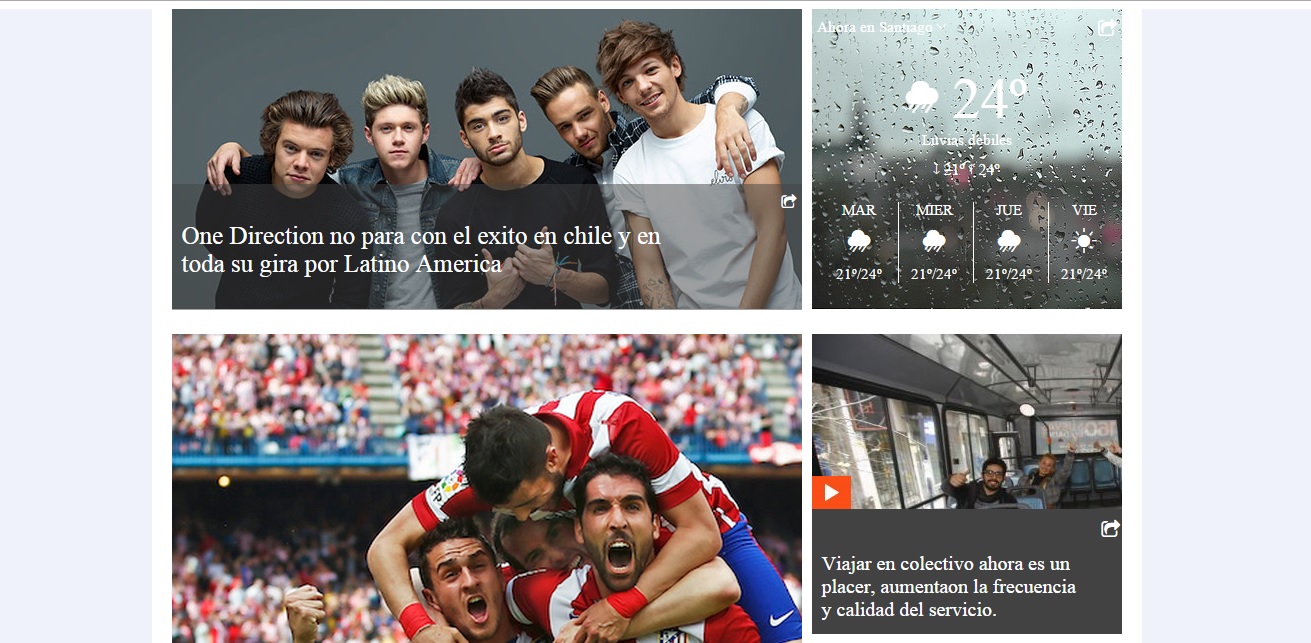 One Direction no para con el exito en chile y en
toda su gira por Latino America
Ahora en Santiago
24º
Lluvias debiles
↓ 21º ↑ 24º
MAR MIER JUE VIE
21º/24º 21º/24º 21º/24º 21º/24º
Viajar en colectivo ahora es un
placer, aumentaon la frecuencia
y calidad del servicio.